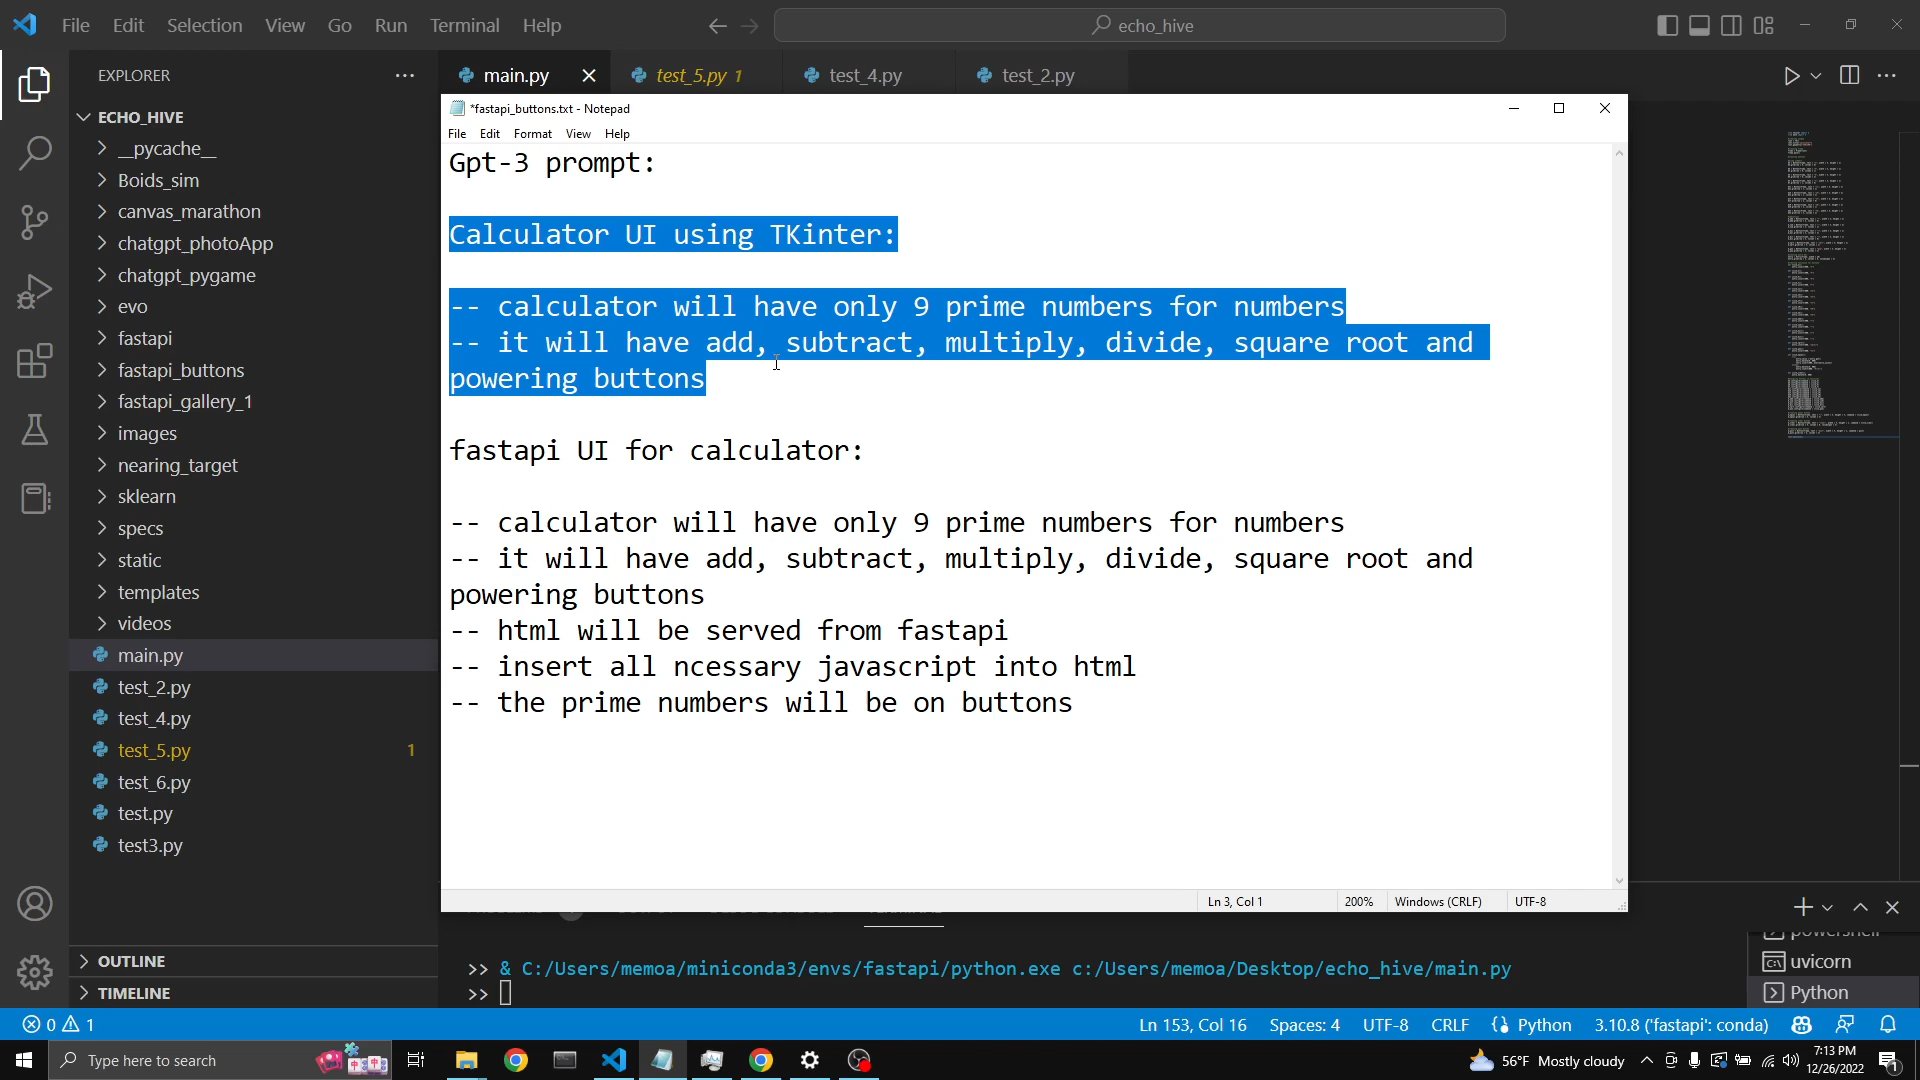 File Edit Selection View Go Run Terminal Help
echo_hive
EXPLORER
main.py
test_5.py 1
test_4.py
test_2.py
ECHO_HIVE
__pycache__
Boids_sim
canvas_marathon
chatgpt_photoApp
chatgpt_pygame
evo
fastapi
fastapi_buttons
fastapi_gallery_1
images
nearing_target
sklearn
specs
static
templates
videos
main.py
test_2.py
test_4.py
test_5.py 1
test_6.py
test.py
test3.py
OUTLINE
TIMELINE
*fastapi_buttons.txt - Notepad
File Edit Format View Help
Gpt-3 prompt:
Calculator UI using TKinter:
-- calculator will have only 9 prime numbers for numbers
-- it will have add, subtract, multiply, divide, square root and
powering buttons
fastapi UI for calculator:
-- calculator will have only 9 prime numbers for numbers
-- it will have add, subtract, multiply, divide, square root and
powering buttons
-- html will be served from fastapi
-- insert all ncessary javascript into html
-- the prime numbers will be on buttons
Ln 3, Col 1 200% Windows (CRLF) UTF-8
>> & C:/Users/memoa/miniconda3/envs/fastapi/python.exe c:/Users/memoa/Desktop/echo_hive/main.py
>>
powershell
uvicorn
Python
0 1 Ln 153, Col 16 Spaces: 4 UTF-8 CRLF Python 3.10.8 ('fastapi': conda)
Type here to search
56°F Mostly cloudy
7:13 PM
12/26/2022
1